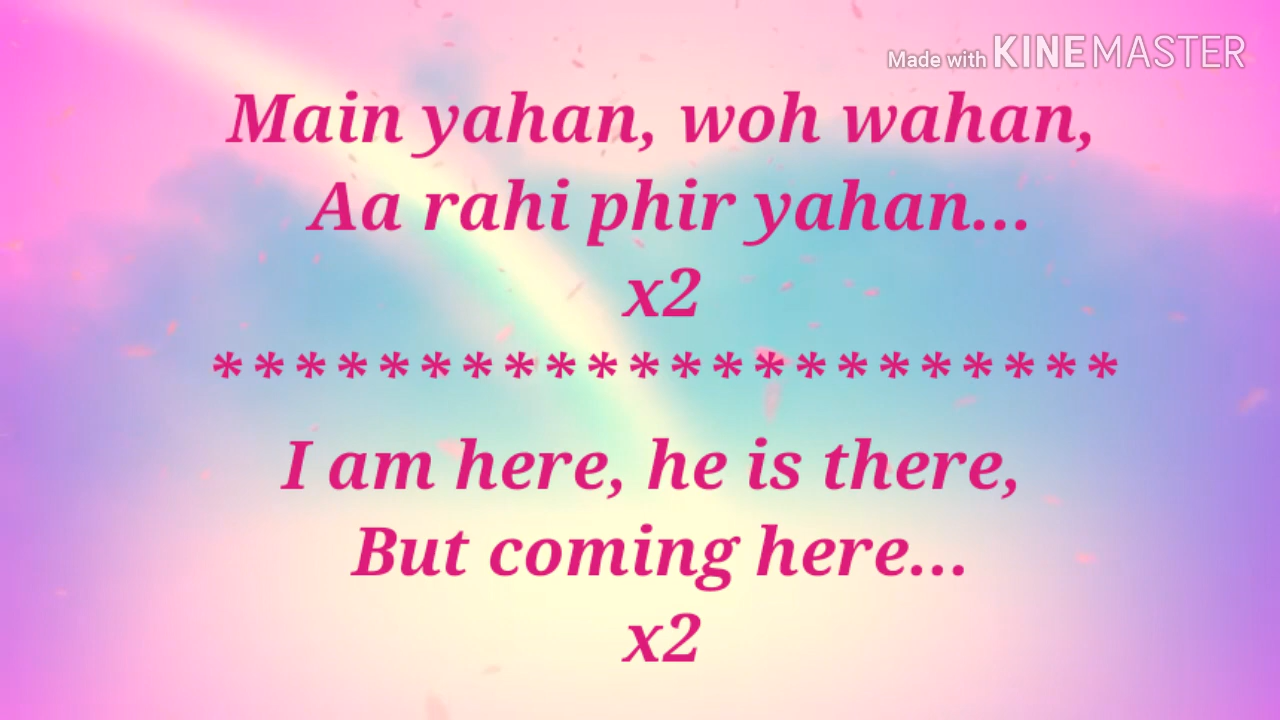 Made with KINEMASTER
Main yahan, woh wahan,
Aa rahi phir yahan...
x2
**********************
I am here, he is there,
But coming here...
x2